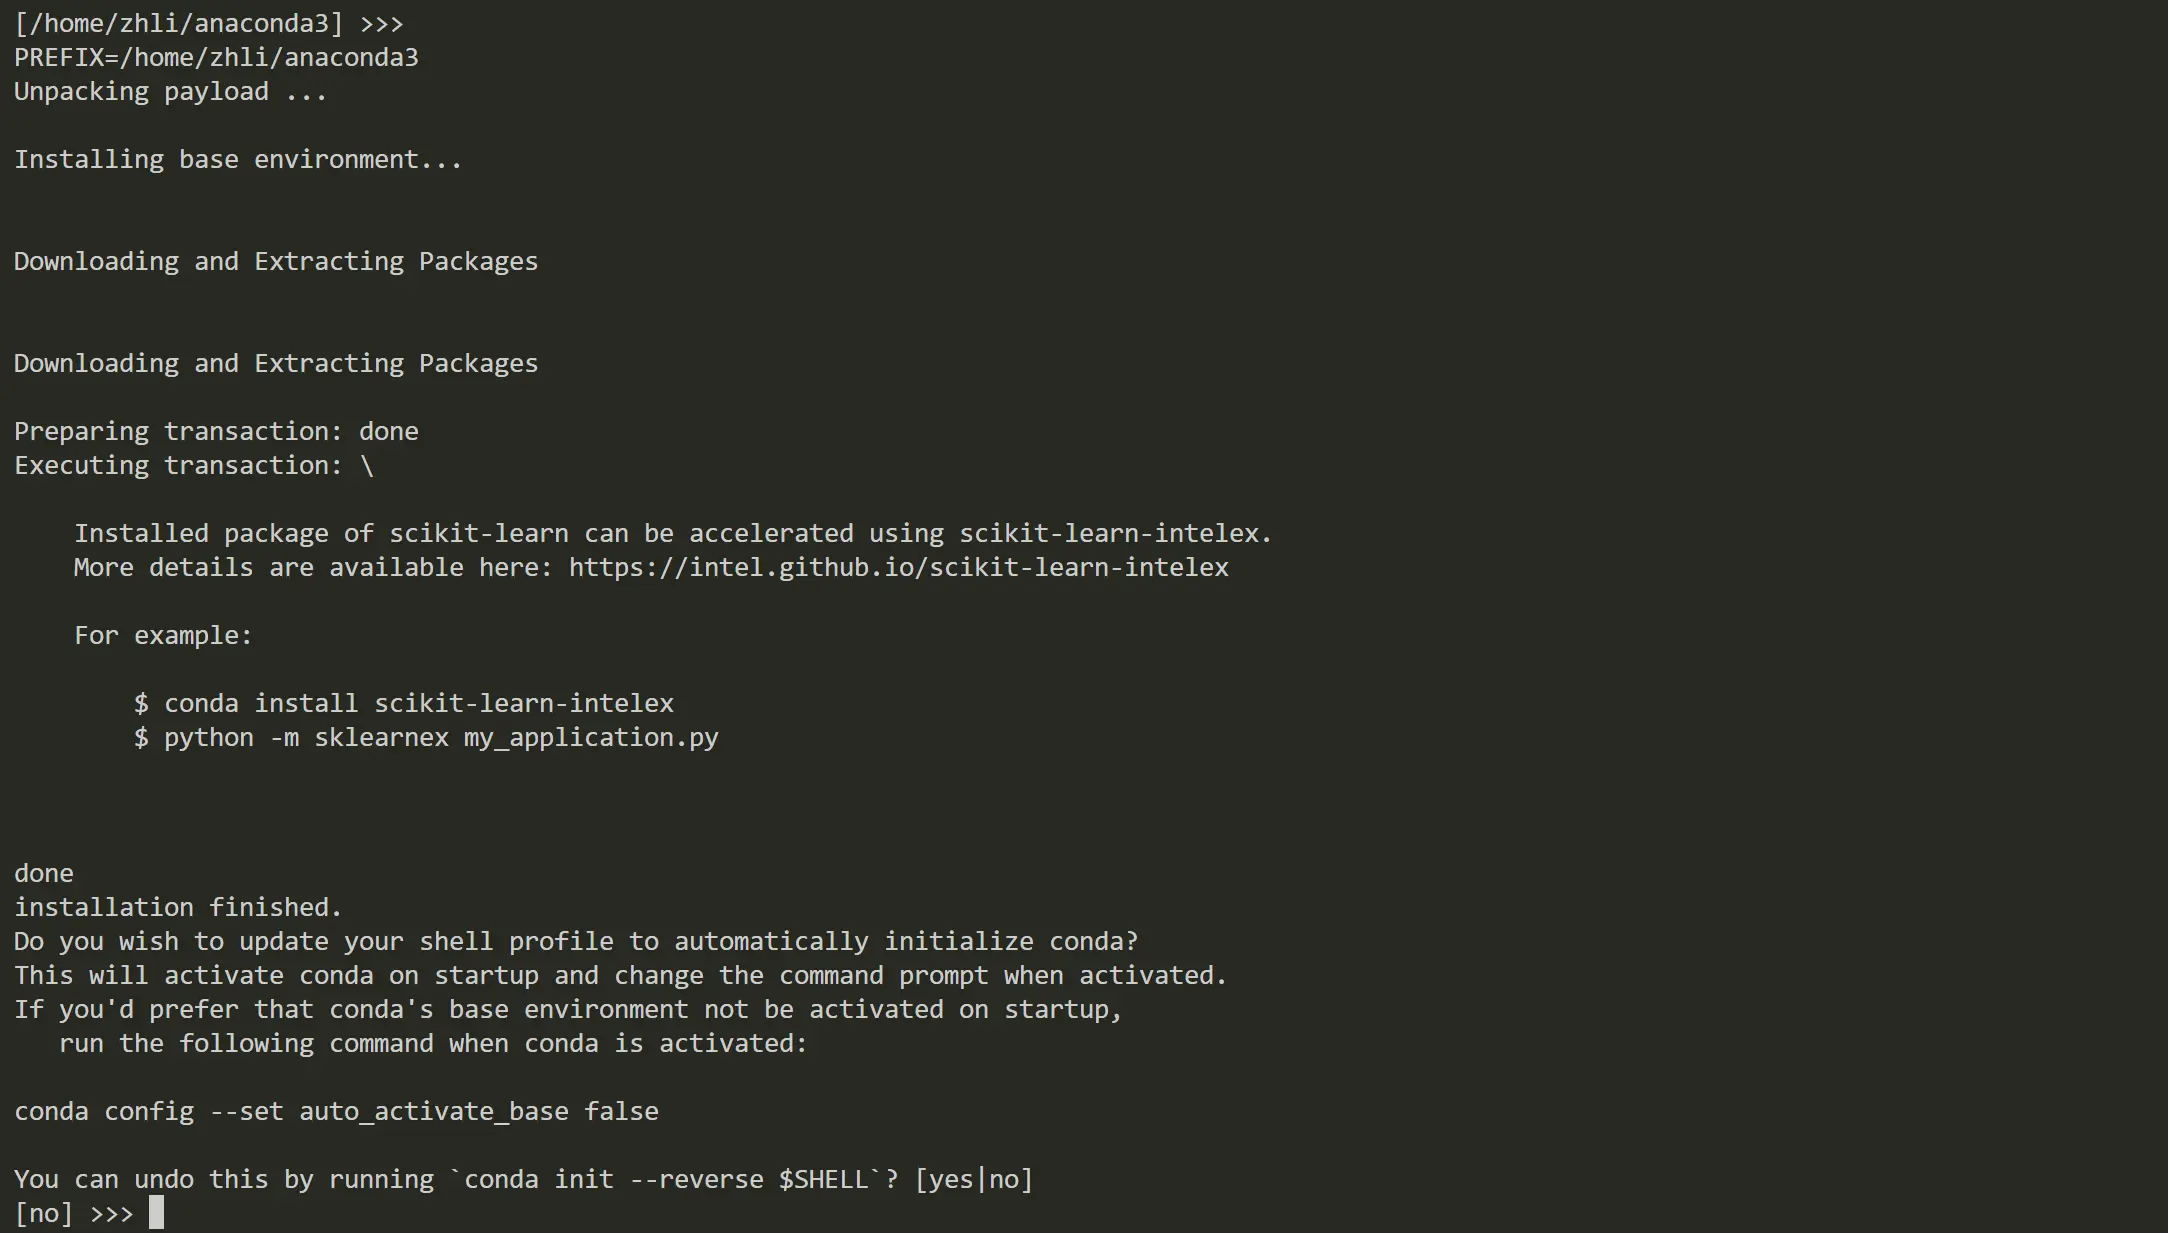 [/home/zhli/anaconda3] >>>
PREFIX=/home/zhli/anaconda3
Unpacking payload ...
Installing base environment...
Downloading and Extracting Packages
Downloading and Extracting Packages
Preparing transaction: done
Executing transaction: \
Installed package of scikit-learn can be accelerated using scikit-learn-intelex.
More details are available here: https://intel.github.io/scikit-learn-intelex
For example:
$ conda install scikit-learn-intelex
$ python -m sklearnex my_application.py
done
installation finished.
Do you wish to update your shell profile to automatically initialize conda?
This will activate conda on startup and change the command prompt when activated.
If you'd prefer that conda's base environment not be activated on startup,
run the following command when conda is activated:
conda config --set auto_activate_base false
You can undo this by running `conda init --reverse $SHELL`? [yes|no]
[no] >>>